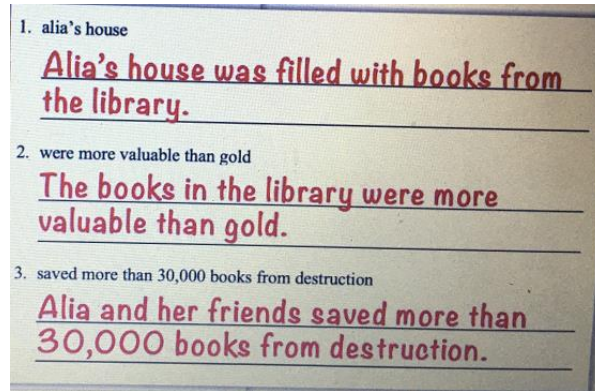 1. alia's house
Alia's house was filled with books from
the library.
2. were more valuable than gold
The books in the library were more
valuable than gold.
3. saved more than 30,000 books from destruction
Alia and her friends saved more than
30,000 books from destruction.